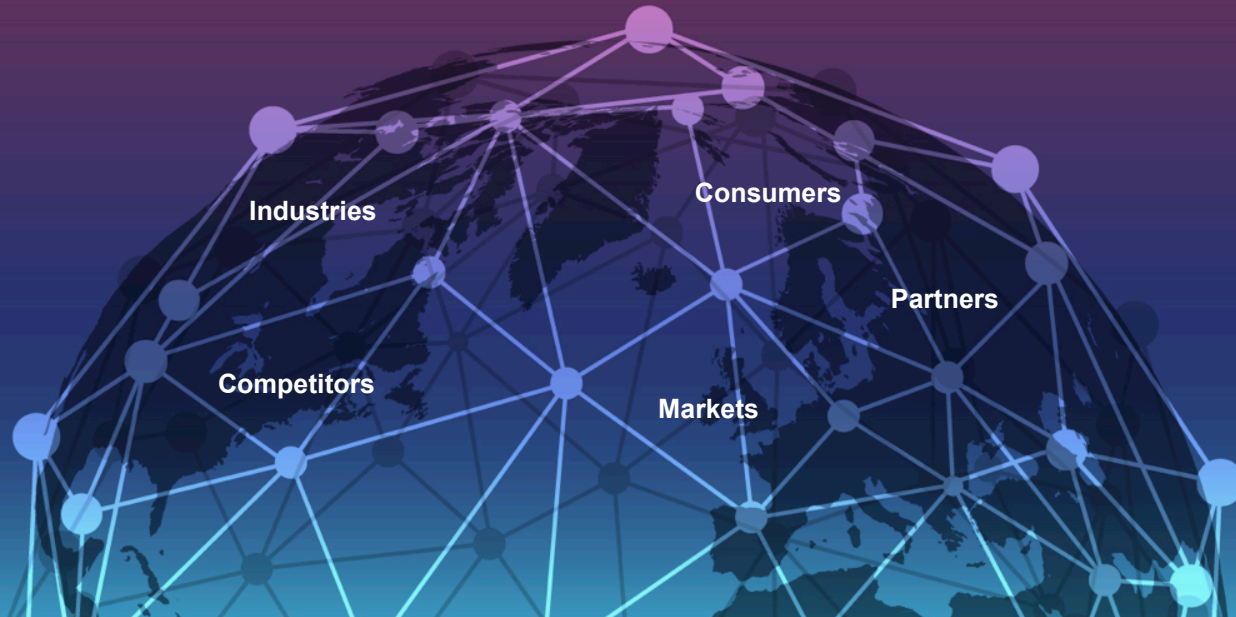 Consumers
Industries
Partners
Competitors
Markets